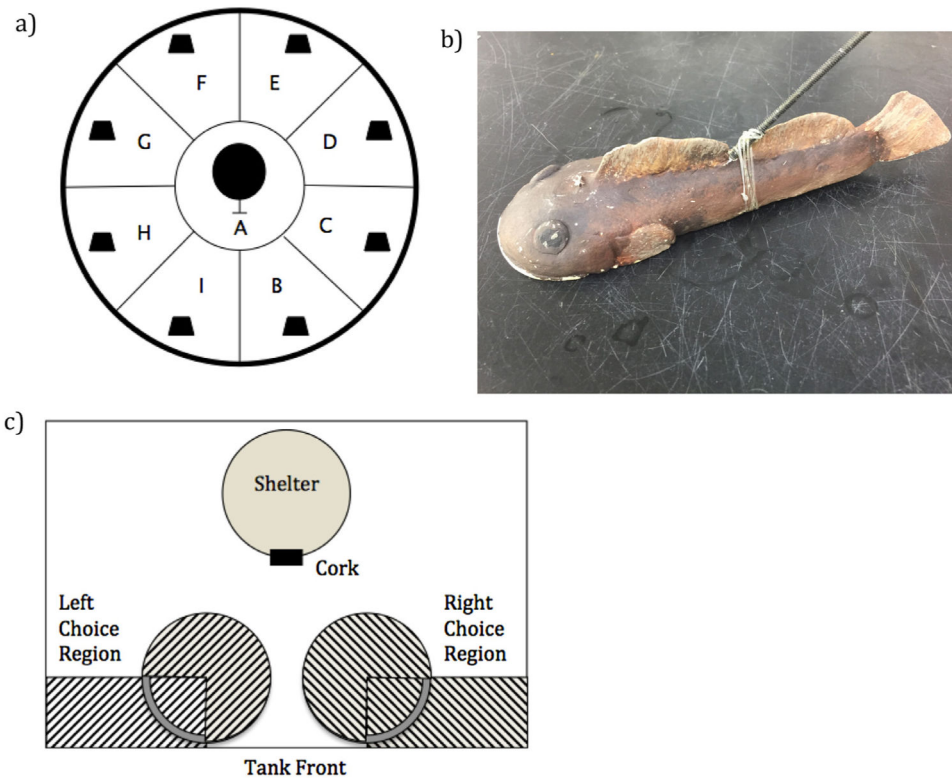 a)
b)
F
E
G
D
H
A
C
I
B
c)
Shelter
Cork
Left
Choice
Region
Right
Choice
Region
Tank Front